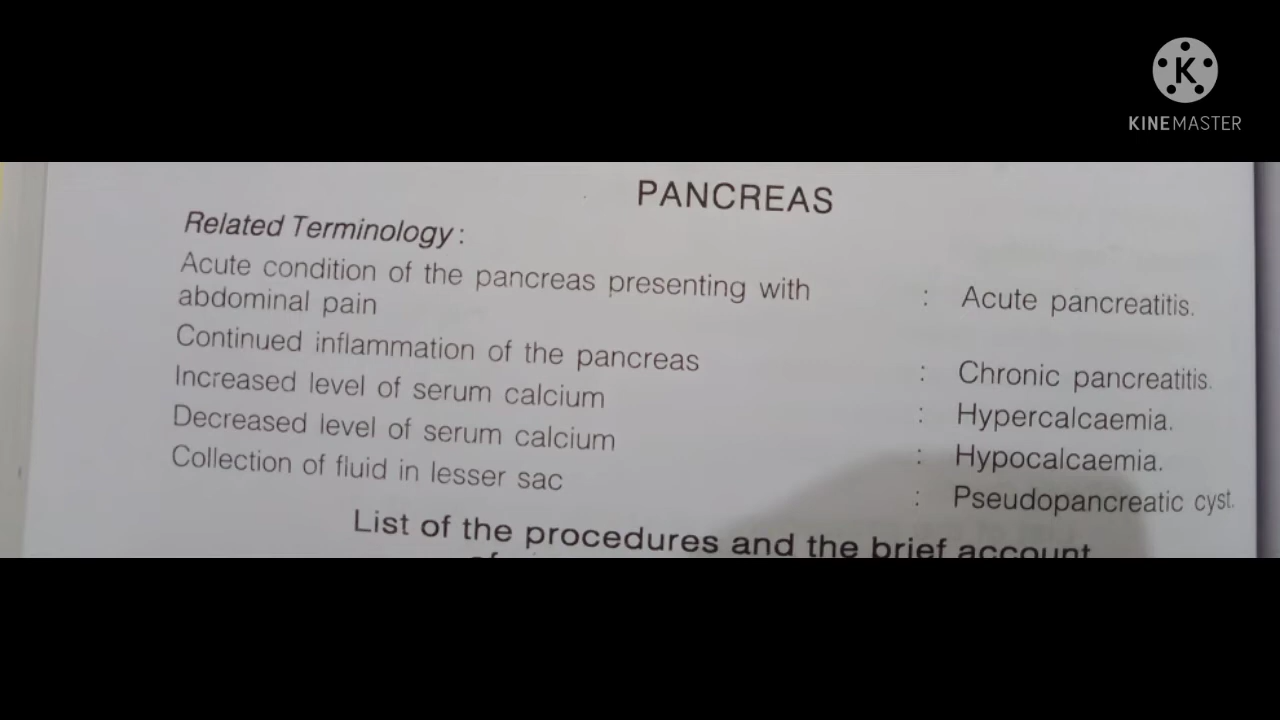 KINEMASTER
PANCREAS
Related Terminology :
Acute condition of the pancreas presenting with
abdominal pain : Acute pancreatitis.
Continued inflammation of the pancreas : Chronic pancreatitis.
Increased level of serum calcium : Hypercalcaemia.
Decreased level of serum calcium : Hypocalcaemia.
Collection of fluid in lesser sac : Pseudopancreatic cyst.
List of the procedures and the brief account